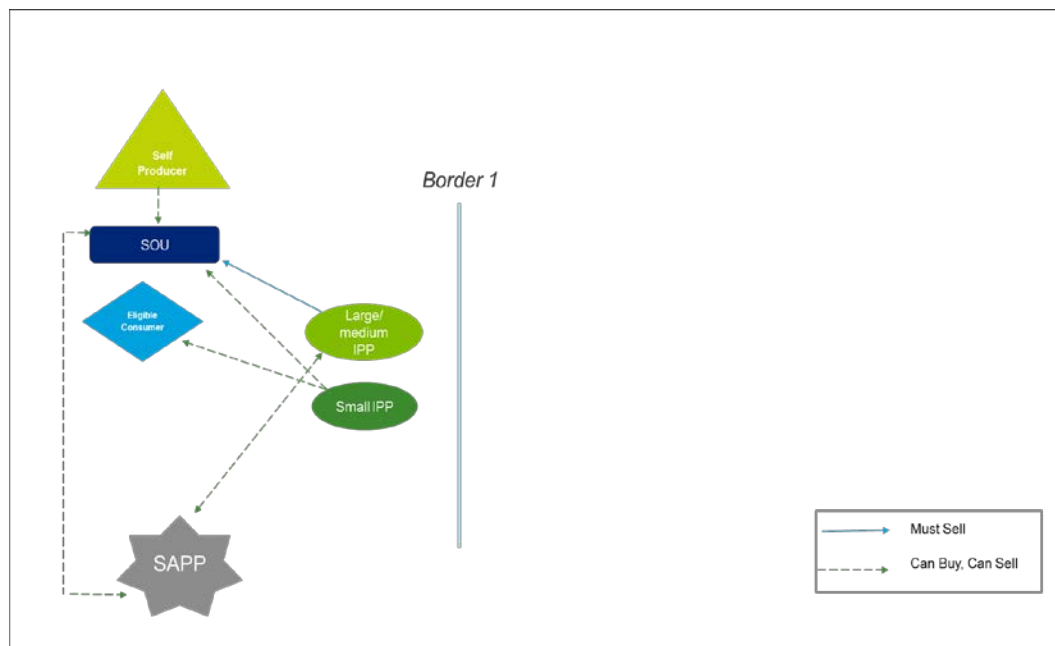 Self
Producer
Border 1
SOU
Eligible
Consumer
Large/
medium
IPP
Small IPP
SAPP
Must Sell
Can Buy, Can Sell